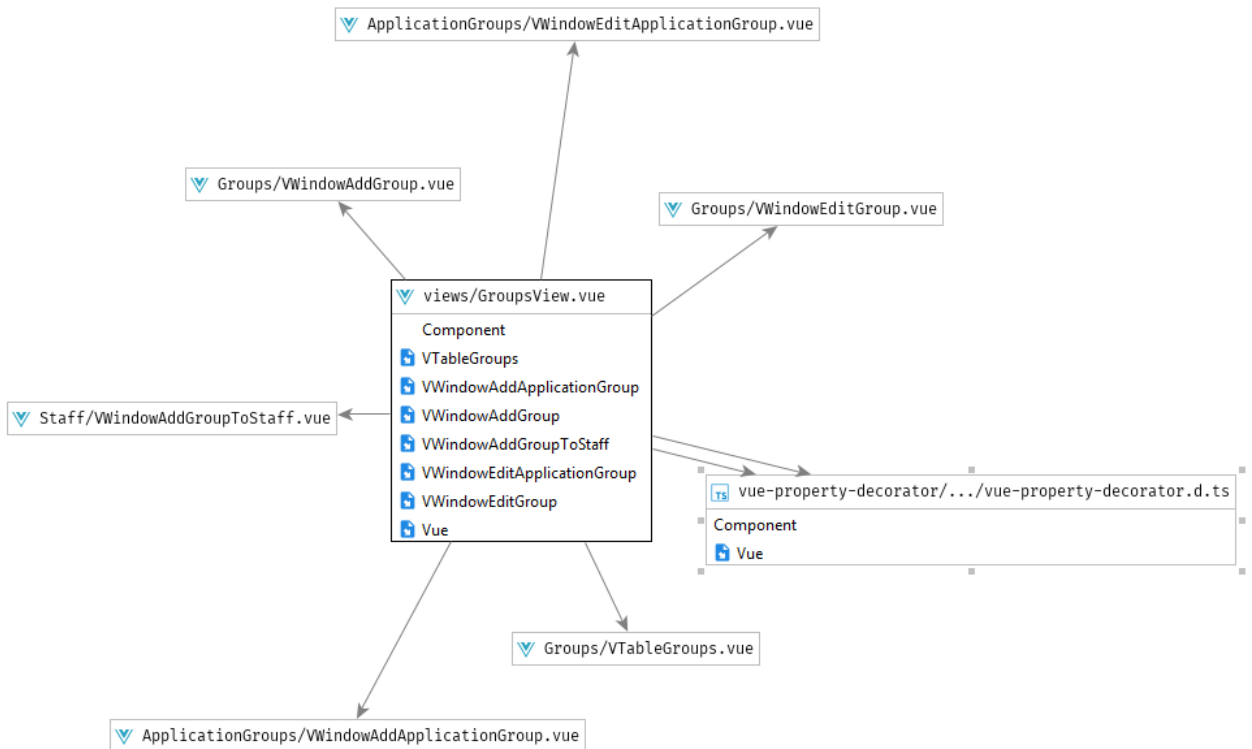 ApplicationGroups/VWindowEditApplicationGroup.vue
Groups/VWindowAddGroup.vue
Groups/VWindowEditGroup.vue
views/GroupsView.vue
Component
VTableGroups
VWindowAddApplicationGroup
VWindowAddGroup
VWindowAddGroupToStaff
VWindowEditApplicationGroup
VWindowEditGroup
Vue
Staff/VWindowAddGroupToStaff.vue
TS vue-property-decorator/.../vue-property-decorator.d.ts
Component
Vue
Groups/VTableGroups.vue
ApplicationGroups/VWindowAddApplicationGroup.vue